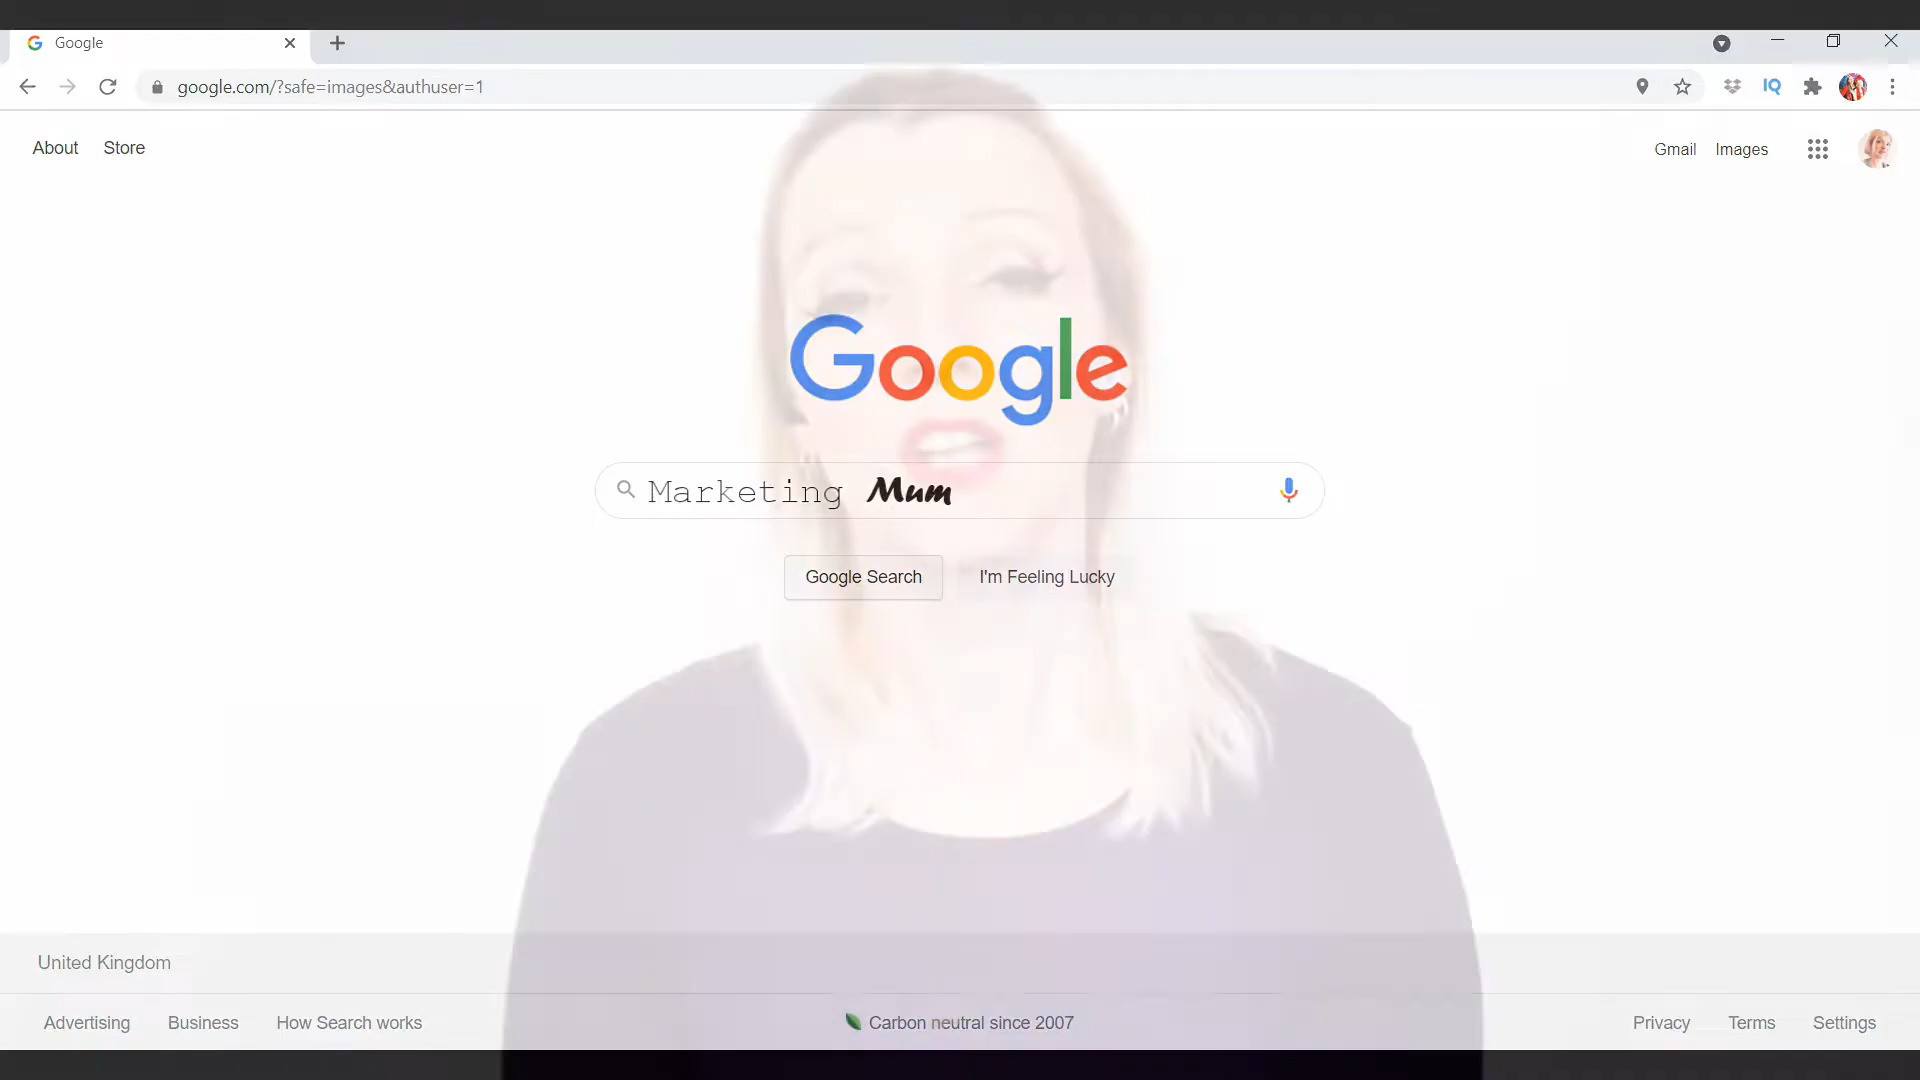 Google
google.com/?safe=images&authuser=1
IQ
About Store
Gmail Images
Google
Marketing Mum
Google Search I'm Feeling Lucky
United Kingdom
Advertising Business How Search works
Carbon neutral since 2007
Privacy Terms Settings